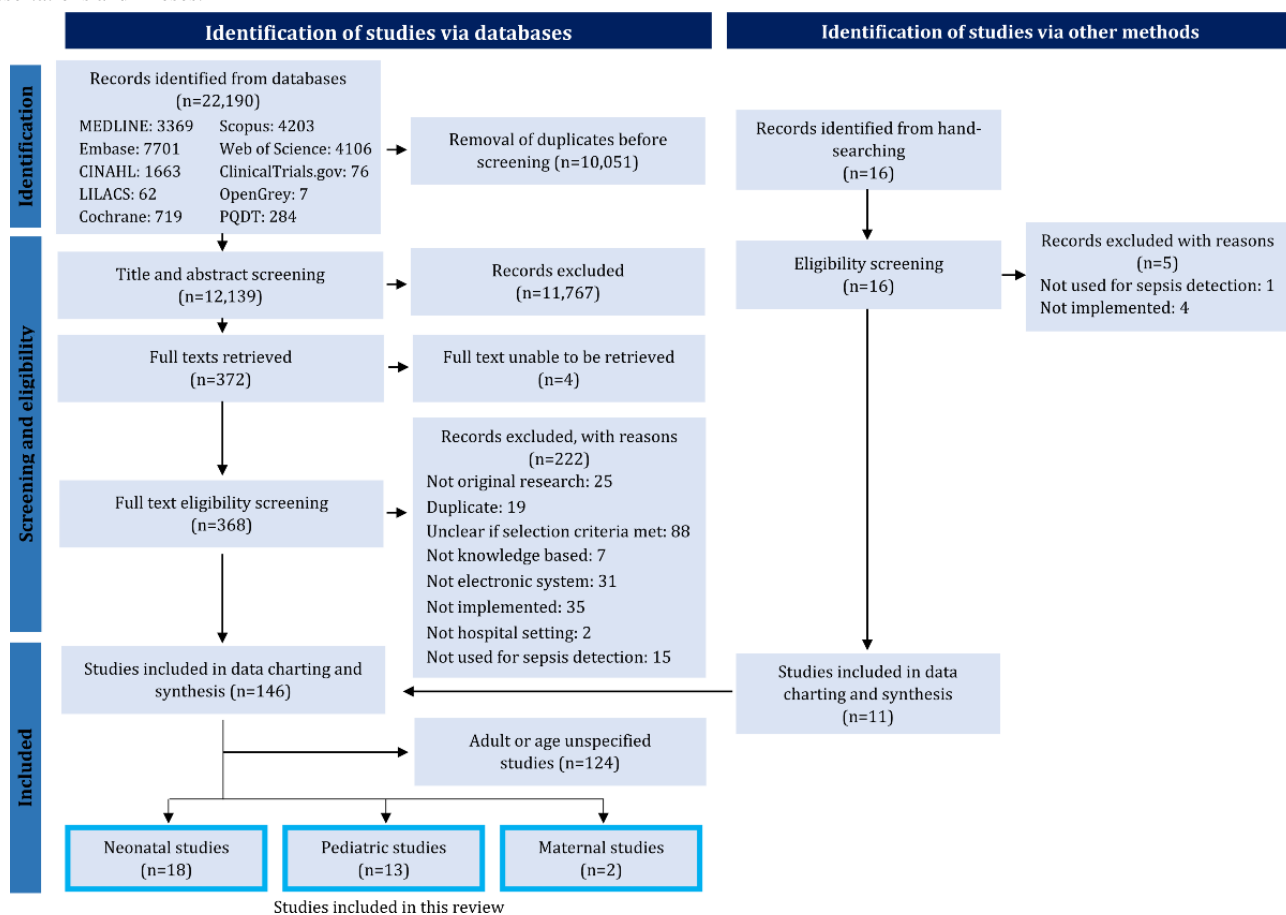 Identification of studies via databases
Identification of studies via other methods
Identification
Records identified from databases
(n=22,190)
MEDLINE: 3369
Embase: 7701
CINAHL: 1663
LILACS: 62
Cochrane: 719
Scopus: 4203
Web of Science: 4106
ClinicalTrials.gov: 76
OpenGrey: 7
PQDT: 284
Removal of duplicates before
screening (n=10,051)
Records identified from hand-
searching
(n=16)
Screening and eligibility
Title and abstract screening
(n=12,139)
Records excluded
(n=11,767)
Eligibility screening
(n=16)
Records excluded with reasons
(n=5)
Not used for sepsis detection: 1
Not implemented: 4
Full texts retrieved
(n=372)
Full text unable to be retrieved
(n=4)
Full text eligibility screening
(n=368)
Records excluded, with reasons
(n=222)
Not original research: 25
Duplicate: 19
Unclear if selection criteria met: 88
Not knowledge based: 7
Not electronic system: 31
Not implemented: 35
Not hospital setting: 2
Not used for sepsis detection: 15
Included
Studies included in data charting and
synthesis (n=146)
Studies included in data
charting and synthesis
(n=11)
Adult or age unspecified
studies (n=124)
Neonatal studies
(n=18)
Pediatric studies
(n=13)
Maternal studies
(n=2)
Studies included in this review